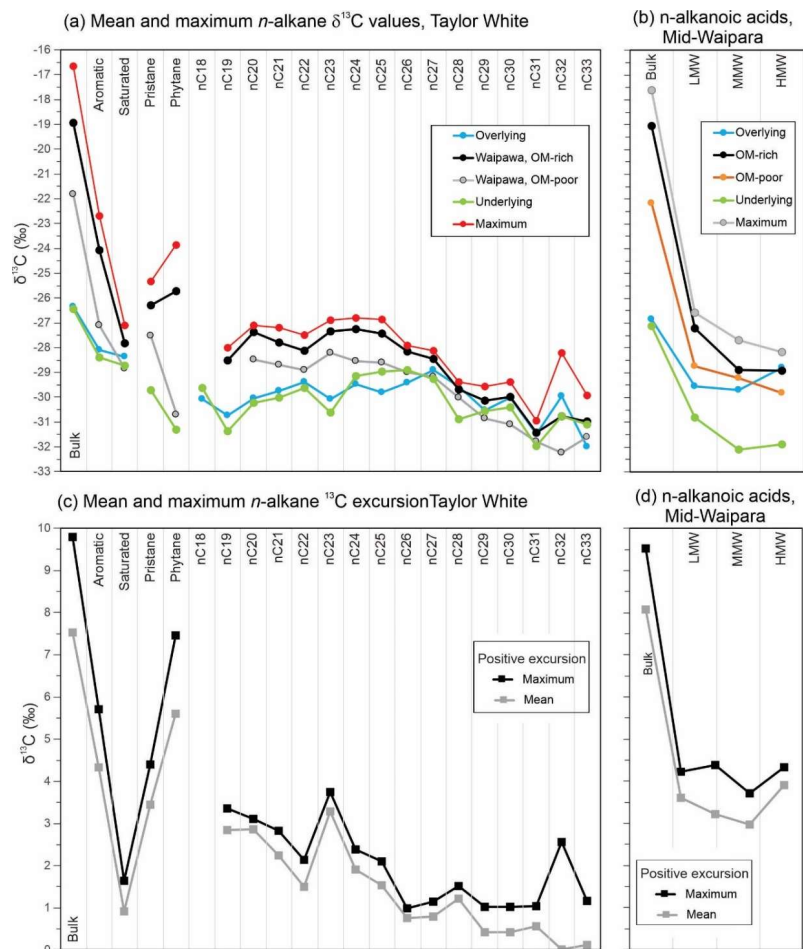 (a) Mean and maximum n-alkane δ13C values, Taylor White
-16
-17
-18
-19
-20
-21
-22
-23
-24
-25
-26
-27
-28
-29
-30
-31
-32
-33
δ13C (‰)
Bulk
Aromatic
Saturated
Pristane
Phytane
nC18
nC19
nC20
nC21
nC22
nC23
nC24
nC25
nC26
nC27
nC28
nC29
nC30
nC31
nC32
nC33
Overlying
Waipawa, OM-rich
Waipawa, OM-poor
Underlying
Maximum
(b) n-alkanoic acids,
Mid-Waipara
Bulk
LMW
MMW
HMW
Overlying
OM-rich
OM-poor
Underlying
Maximum
(c) Mean and maximum n-alkane 13C excursionTaylor White
10
9
8
7
6
5
4
3
2
1
0
δ13C (‰)
Bulk
Aromatic
Saturated
Pristane
Phytane
nC18
nC19
nC20
nC21
nC22
nC23
nC24
nC25
nC26
nC27
nC28
nC29
nC30
nC31
nC32
nC33
Positive excursion
Maximum
Mean
(d) n-alkanoic acids,
Mid-Waipara
Bulk
LMW
MMW
HMW
Positive excursion
Maximum
Mean